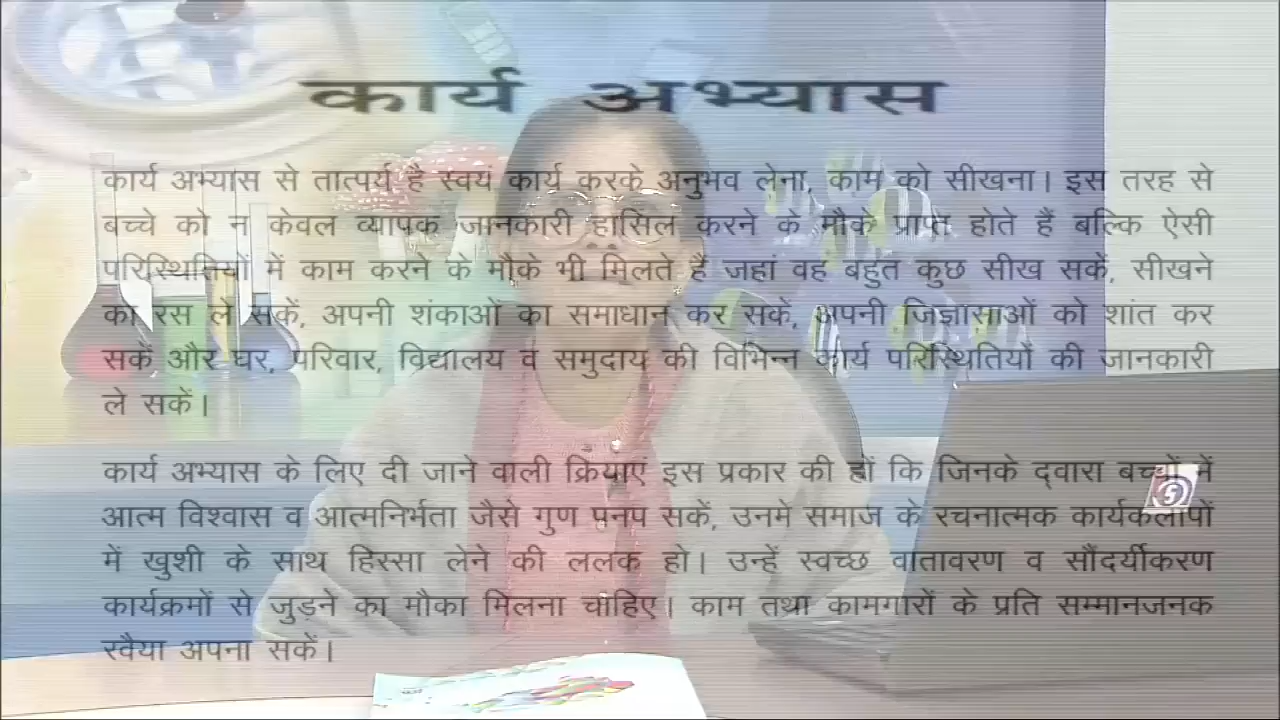 कार्य अभ्यास
कार्य अभ्यास से तात्पर्य है स्वयं कार्य करके अनुभव लेना, काम को सीखना। इस तरह से
बच्चे को न केवल व्यापक जानकारी हासिल करने के मौके प्राप्त होते हैं बल्कि ऐसी
परिस्थितियों में काम करने के मौके भी मिलते हैं जहां वह बहुत कुछ सीख सकें, सीखने
का रस ले सकें, अपनी शंकाओं का समाधान कर सकें, अपनी जिज्ञासाओं को शांत कर
सकें और घर, परिवार, विद्यालय व समुदाय की विभिन्न कार्य परिस्थितियों की जानकारी
ले सकें।
कार्य अभ्यास के लिए दी जाने वाली क्रियाएं इस प्रकार की हों कि जिनके द्वारा बच्चों में
आत्म विश्वास व आत्मनिर्भता जैसे गुण पनप सकें, उनमे समाज के रचनात्मक कार्यकलापों
में खुशी के साथ हिस्सा लेने की ललक हो। उन्हें स्वच्छ वातावरण व सौंदर्यीकरण
कार्यक्रमों से जुड़ने का मौका मिलना चाहिए। काम तथा कामगारों के प्रति सम्मानजनक
रवैया अपना सकें।